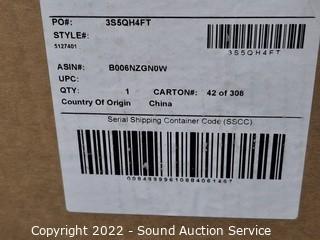 PO#: 3S5QH4FT
STYLE#:
5127401
3S5QH4FT
ASIN#: B006NZGN0W
UPC:
QTY: 1 CARTON#: 42 of 308
Country Of Origin China
Serial Shipping Container Code (SSCC)
Copyright 2022 - Sound Auction Service